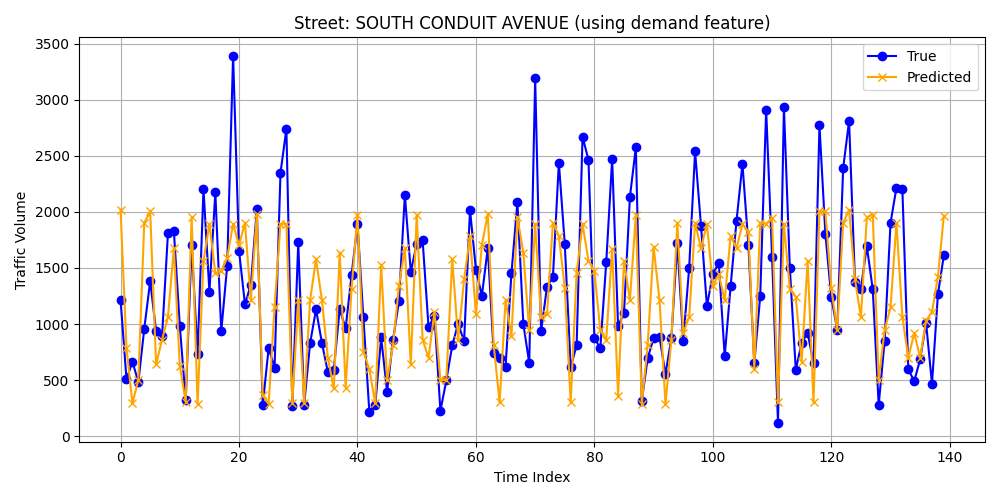 Street: SOUTH CONDUIT AVENUE (using demand feature)
True
Predicted
Traffic Volume
3500
3000
2500
2000
1500
1000
500
0
0 20 40 60 80 100 120 140
Time Index